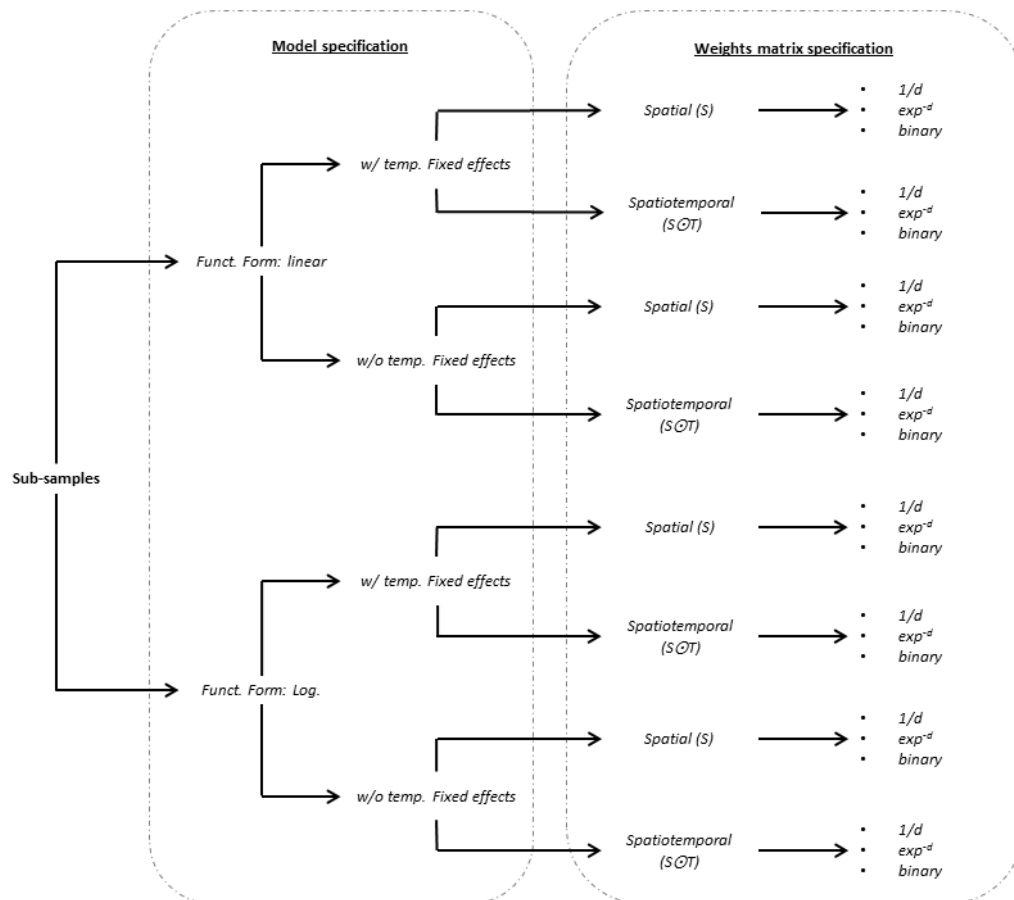 Model specification
Weights matrix specification
Spatial (S)
• 1/d
• exp⁻ᵈ
• binary
w/ temp. Fixed effects
Spatiotemporal
(S⊙T)
• 1/d
• exp⁻ᵈ
• binary
Funct. Form: linear
Spatial (S)
• 1/d
• exp⁻ᵈ
• binary
w/o temp. Fixed effects
Spatiotemporal
(S⊙T)
• 1/d
• exp⁻ᵈ
• binary
Sub-samples
Spatial (S)
• 1/d
• exp⁻ᵈ
• binary
w/ temp. Fixed effects
Spatiotemporal
(S⊙T)
• 1/d
• exp⁻ᵈ
• binary
Funct. Form: Log.
Spatial (S)
• 1/d
• exp⁻ᵈ
• binary
w/o temp. Fixed effects
Spatiotemporal
(S⊙T)
• 1/d
• exp⁻ᵈ
• binary